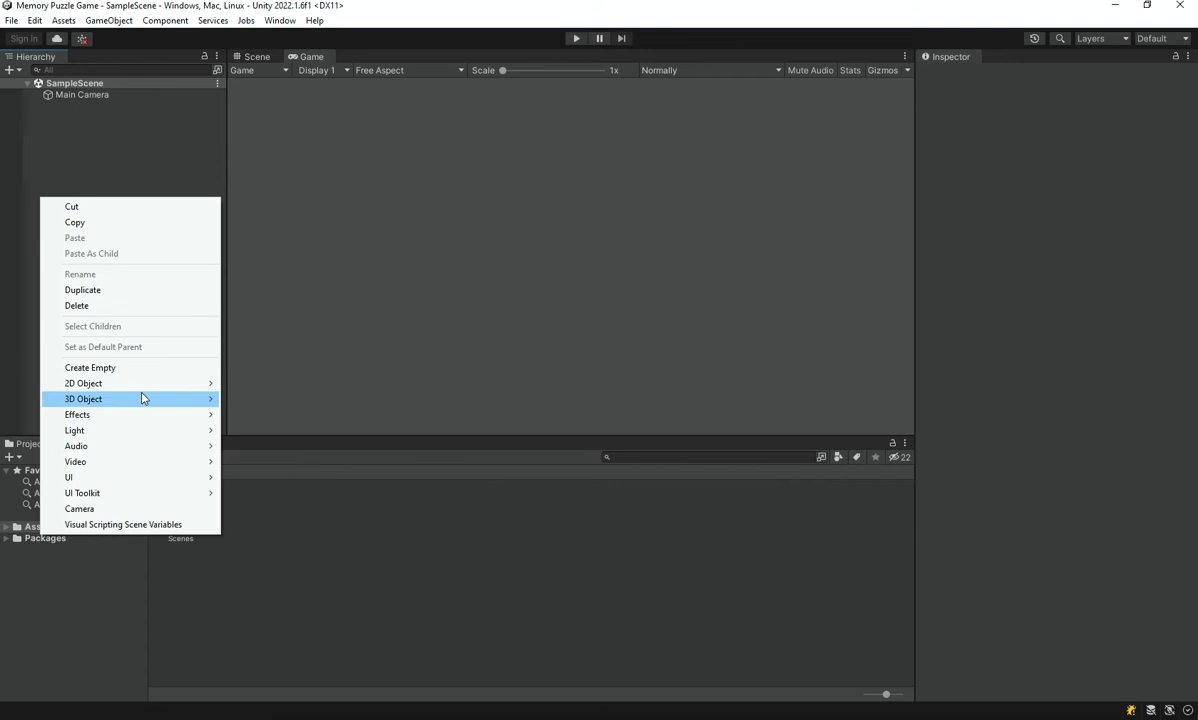 Memory Puzzle Game - SampleScene - Windows, Mac, Linux - Unity 2022.1.6f1 <DX11>
File Edit Assets GameObject Component Services Jobs Window Help
Sign in Layers Default
Hierarchy Scene Game Inspector
All Game Display 1 Free Aspect Scale 1x Normally Mute Audio Stats Gizmos
SampleScene
Main Camera
Cut
Copy
Paste
Paste As Child
Rename
Duplicate
Delete
Select Children
Set as Default Parent
Create Empty
2D Object
3D Object
Effects
Light
Audio
Video
UI
UI Toolkit
Camera
Visual Scripting Scene Variables
Projec
22
Fav
A
A
A
Ass
Packages
Scenes